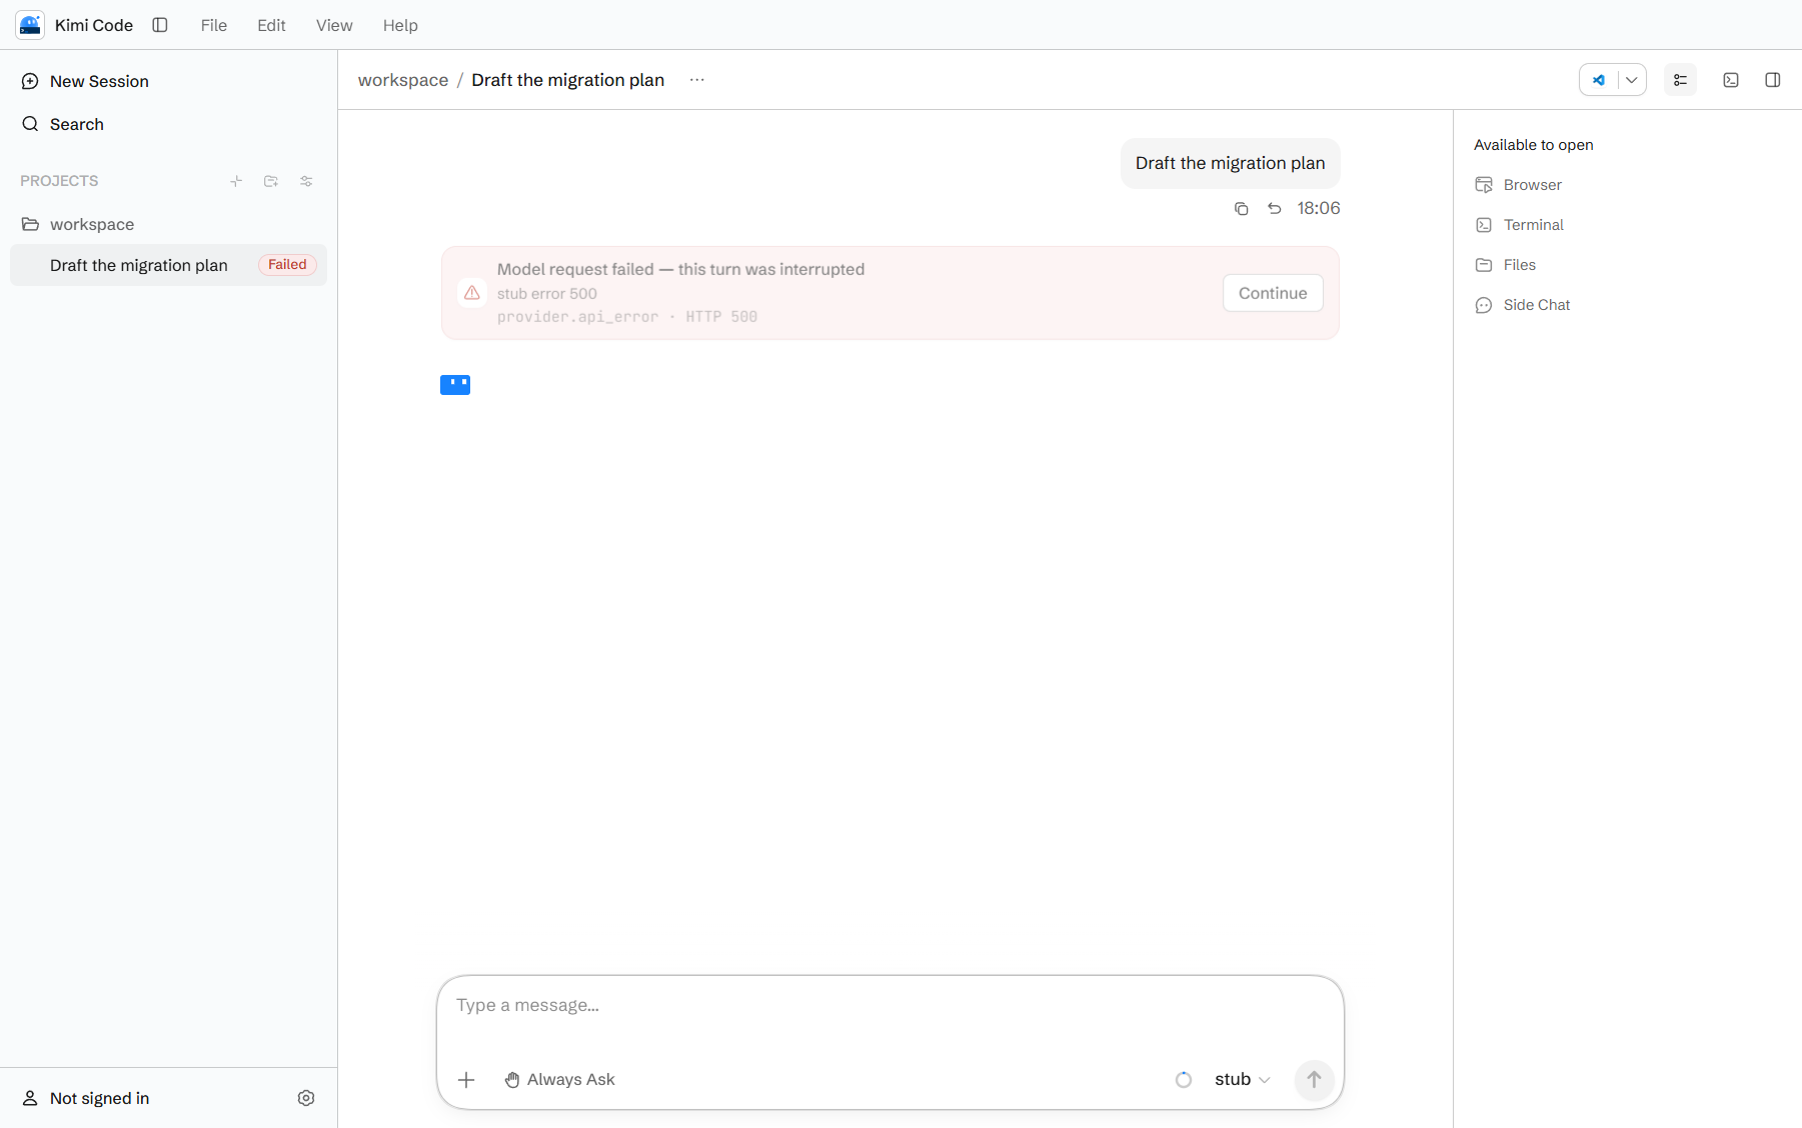 Kimi Code
File
Edit
View
Help
New Session
Search
PROJECTS
workspace
Draft the migration plan
Failed
Not signed in
workspace / Draft the migration plan
Draft the migration plan
18:06
Model request failed — this turn was interrupted
stub error 500
provider.api_error · HTTP 500
Continue
Type a message...
Always Ask
stub
Available to open
Browser
Terminal
Files
Side Chat